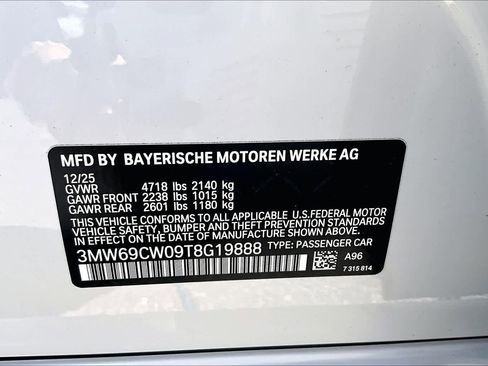 MFD BY BAYERISCHE MOTOREN WERKE AG
12/25
GVWR 4718 lbs 2140 kg
GAWR FRONT 2238 lbs 1015 kg
GAWR REAR 2601 lbs 1180 kg
THIS VEHICLE CONFORMS TO ALL APPLICABLE U.S.FEDERAL MOTOR
VEHICLE SAFETY, BUMPER, AND THEFT PREVENTION STANDARDS
IN EFFECT ON THE DATE OF MANUFACTURE SHOWN ABOVE.
3MW69CW09T8G19888 TYPE: PASSENGER CAR
A96
7 315 814